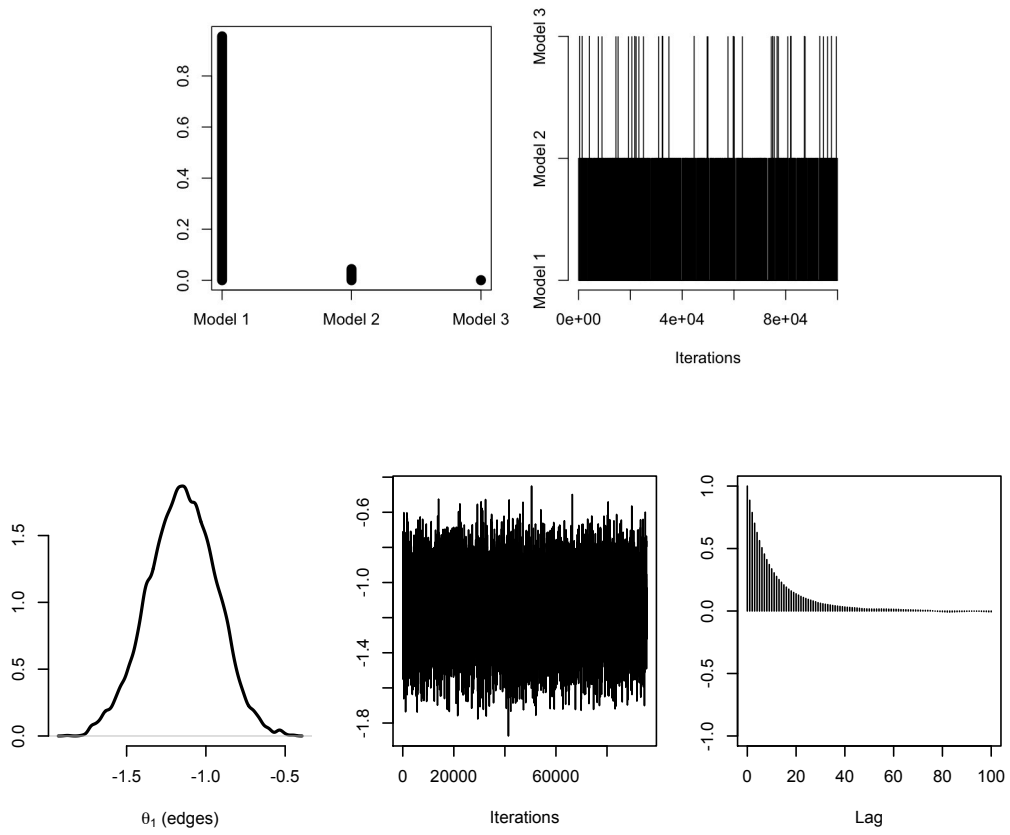 0.0 0.2 0.4 0.6 0.8
Model 1 Model 2 Model 3
Model 1 Model 2 Model 3
0e+00 4e+04 8e+04
Iterations
0.0 0.5 1.0 1.5
-1.5 -1.0 -0.5
θ1 (edges)
-1.8 -1.4 -1.0 -0.6
0 20000 60000
Iterations
-1.0 -0.5 0.0 0.5 1.0
0 20 40 60 80 100
Lag